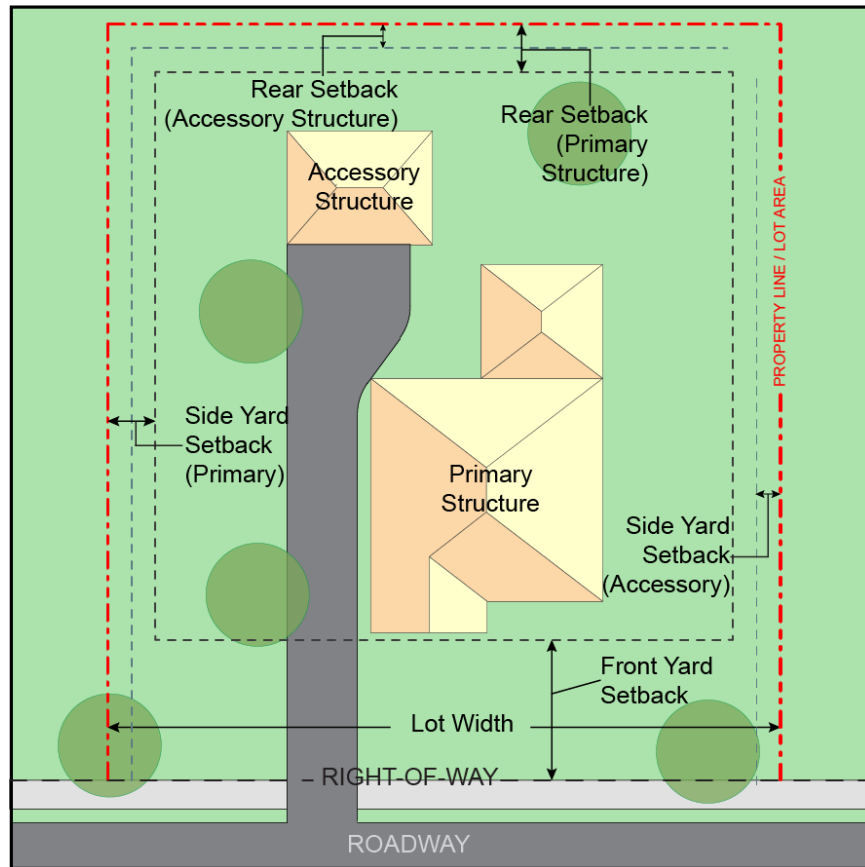 Rear Setback
(Accessory Structure)
Rear Setback
(Primary
Structure)
Accessory
Structure
PROPERTY LINE / LOT AREA
Side Yard
Setback
(Primary)
Primary
Structure
Side Yard
Setback
(Accessory)
Front Yard
Setback
Lot Width
RIGHT-OF-WAY
ROADWAY